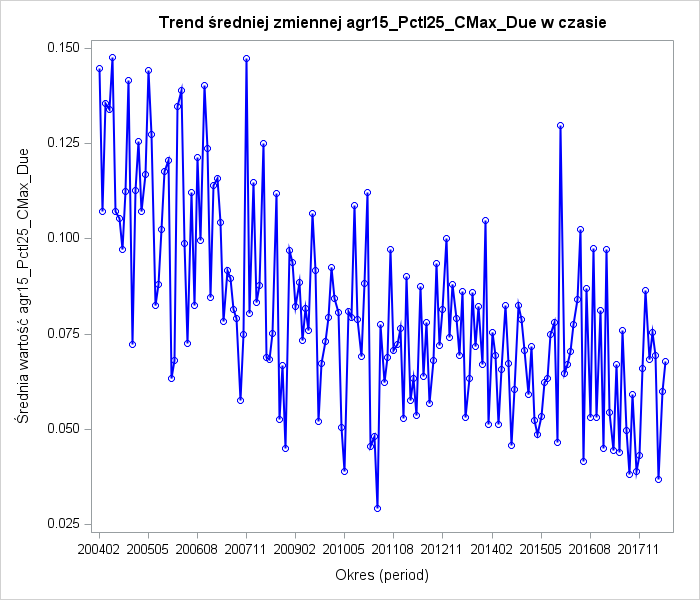 Trend średniej zmiennej agr15_Pctl25_CMax_Due w czasie
Średnia wartość agr15_Pctl25_CMax_Due
0.150
0.125
0.100
0.075
0.050
0.025
200402 200505 200608 200711 200902 201005 201108 201211 201402 201505 201608 201711
Okres (period)